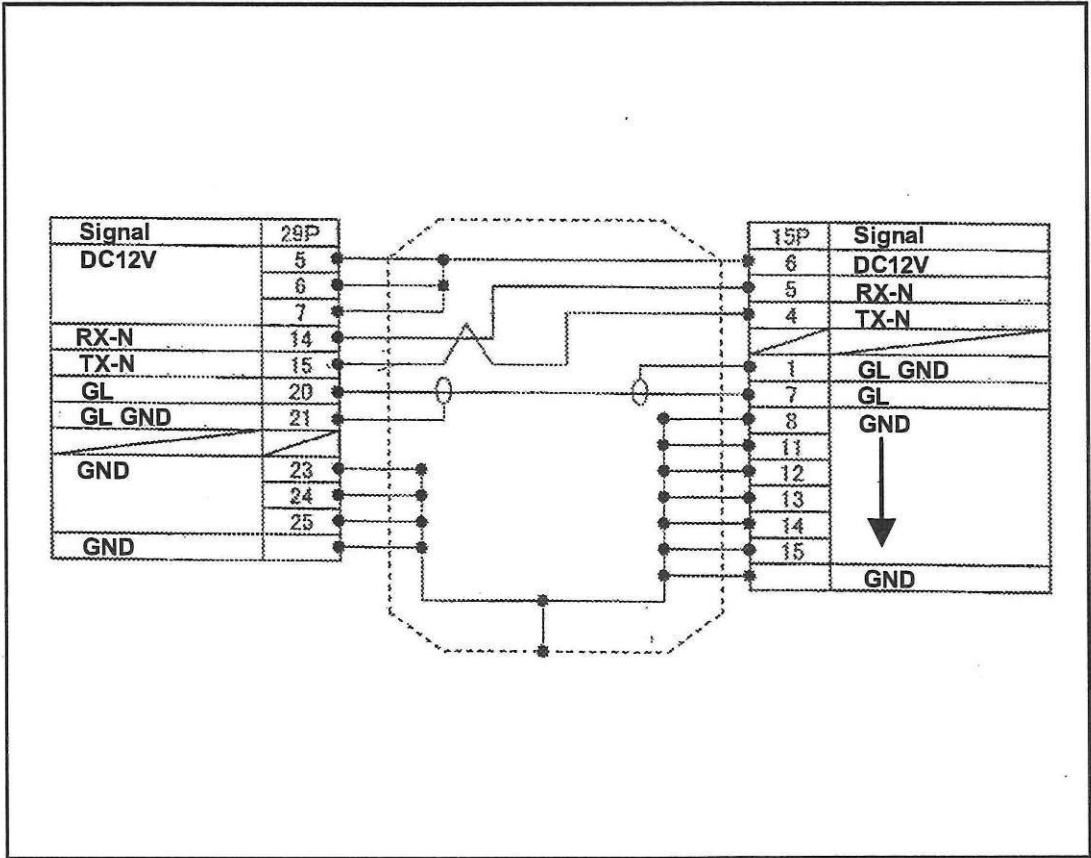 Signal 29P
DC12V 5
6
7
RX-N 14
TX-N 15
GL 20
GL GND 21
GND 23
24
25
GND
15P Signal
6 DC12V
5 RX-N
4 TX-N
1 GL GND
7 GL
8 GND
11
12
13
14
15
GND